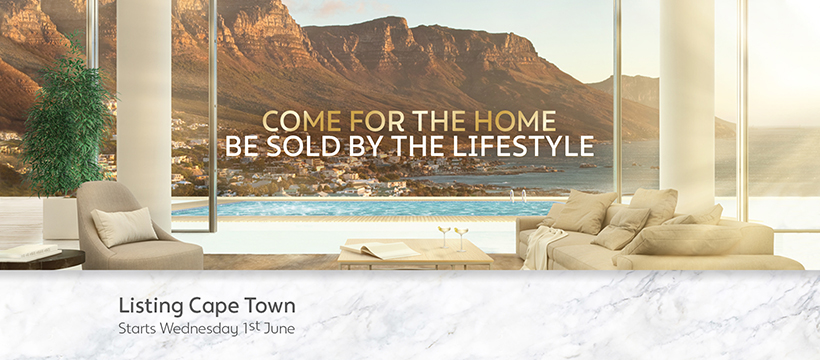 COME FOR THE HOME
BE SOLD BY THE LIFESTYLE
Listing Cape Town
Starts Wednesday 1st June